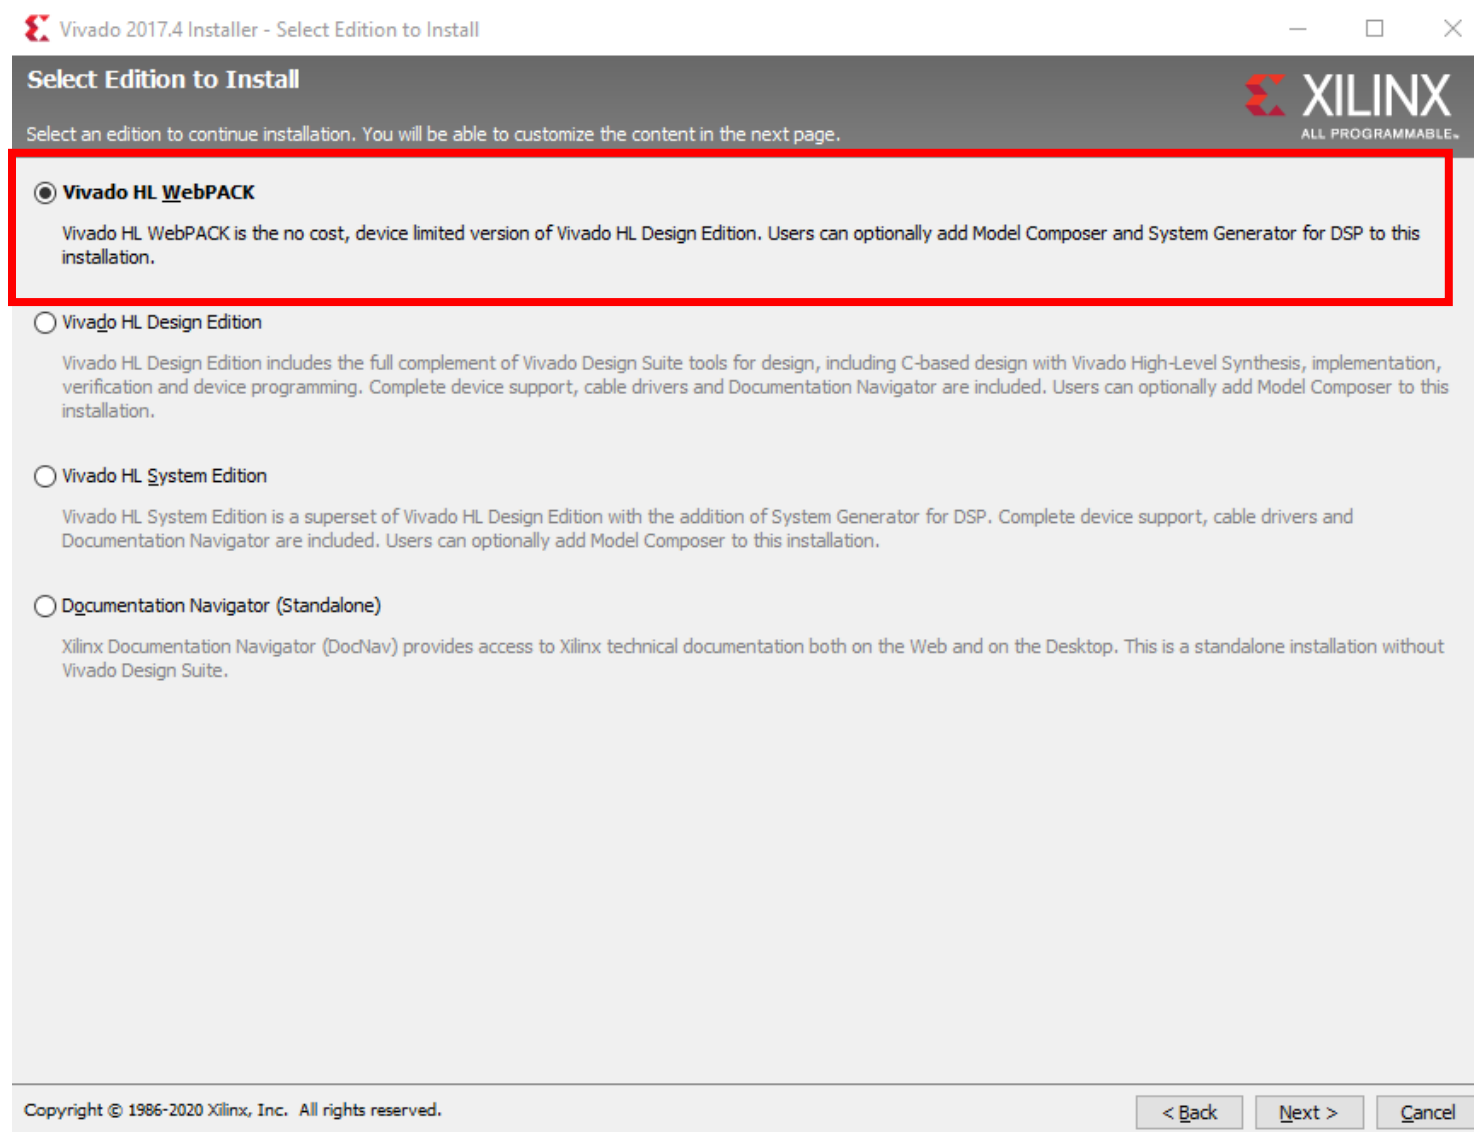 Vivado 2017.4 Installer - Select Edition to Install
Select Edition to Install
XILINX
ALL PROGRAMMABLE™
Select an edition to continue installation. You will be able to customize the content in the next page.
Vivado HL WebPACK
Vivado HL WebPACK is the no cost, device limited version of Vivado HL Design Edition. Users can optionally add Model Composer and System Generator for DSP to this
installation.
Vivado HL Design Edition
Vivado HL Design Edition includes the full complement of Vivado Design Suite tools for design, including C-based design with Vivado High-Level Synthesis, implementation,
verification and device programming. Complete device support, cable drivers and Documentation Navigator are included. Users can optionally add Model Composer to this
installation.
Vivado HL System Edition
Vivado HL System Edition is a superset of Vivado HL Design Edition with the addition of System Generator for DSP. Complete device support, cable drivers and
Documentation Navigator are included. Users can optionally add Model Composer to this installation.
Documentation Navigator (Standalone)
Xilinx Documentation Navigator (DocNav) provides access to Xilinx technical documentation both on the Web and on the Desktop. This is a standalone installation without
Vivado Design Suite.
Copyright © 1986-2020 Xilinx, Inc. All rights reserved.
< Back
Next >
Cancel